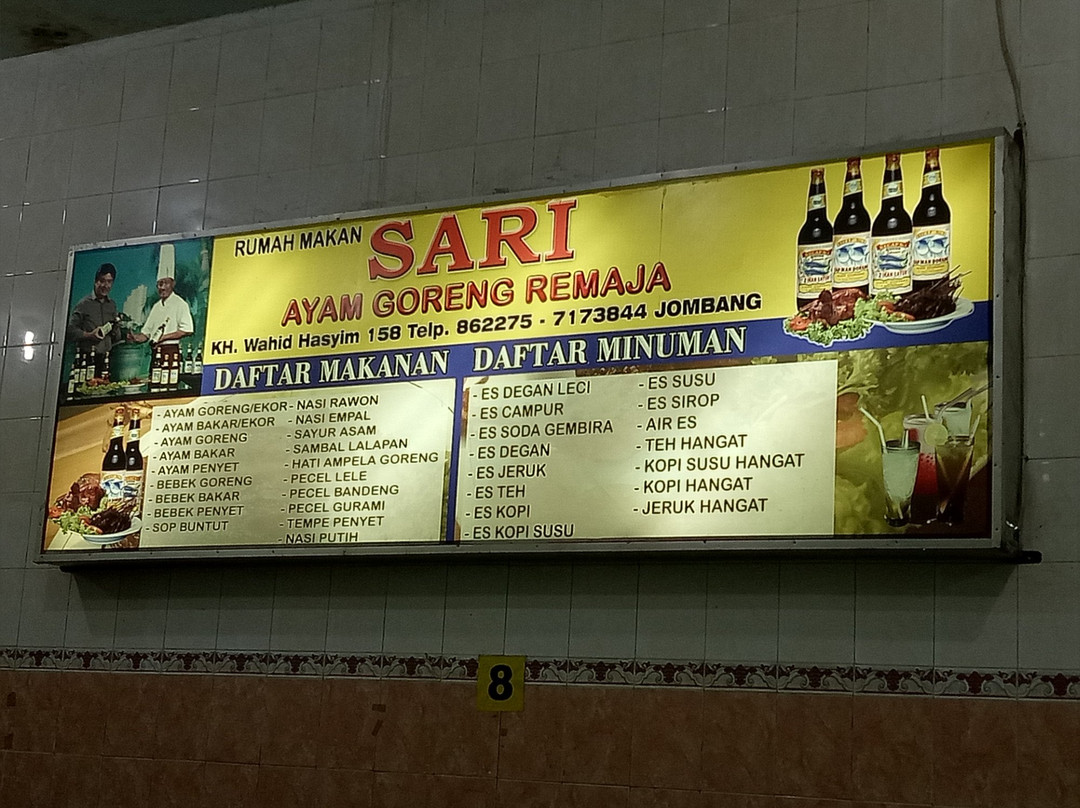 RUMAH MAKAN SARI
AYAM GORENG REMAJA
KH. Wahid Hasyim 158 Telp. 862275 - 7173844 JOMBANG
DAFTAR MAKANAN
- AYAM GORENG/EKOR
- AYAM BAKAR/EKOR
- AYAM GORENG
- AYAM BAKAR
- AYAM PENYET
- BEBEK GORENG
- BEBEK BAKAR
- BEBEK PENYET
- SOP BUNTUT
- NASI RAWON
- NASI EMPAL
- SAYUR ASAM
- SAMBAL LALAPAN
- HATI AMPELA GORENG
- PECEL LELE
- PECEL BANDENG
- PECEL GURAMI
- TEMPE PENYET
- NASI PUTIH
DAFTAR MINUMAN
- ES DEGAN LECI
- ES CAMPUR
- ES SODA GEMBIRA
- ES DEGAN
- ES JERUK
- ES TEH
- ES KOPI
- ES KOPI SUSU
- ES SUSU
- ES SIROP
- AIR ES
- TEH HANGAT
- KOPI SUSU HANGAT
- KOPI HANGAT
- JERUK HANGAT
8